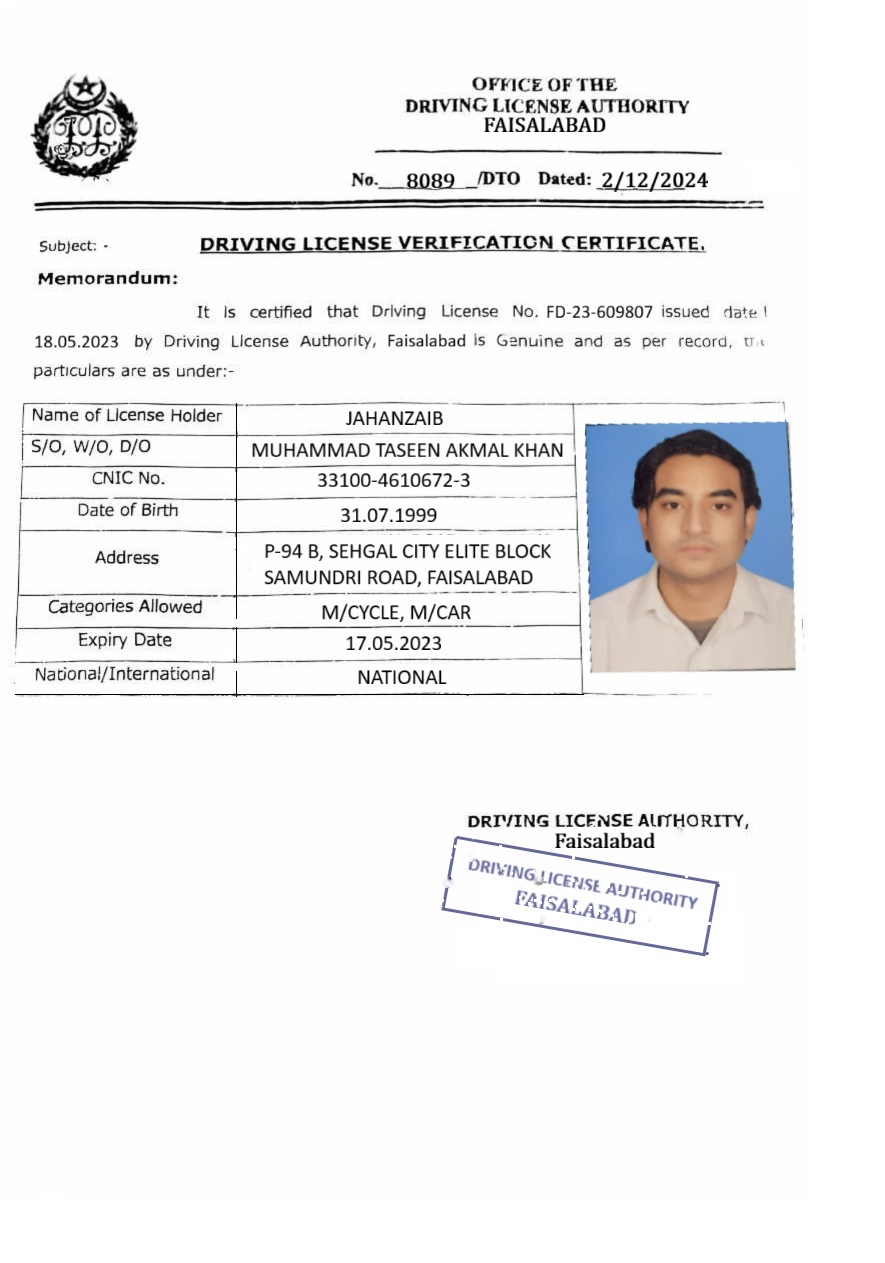 OFFICE OF THE
DRIVING LICENSE AUTHORITY
FAISALABAD
No. 8089 /DTO Dated: 2/12/2024
Subject: - DRIVING LICENSE VERIFICATION CERTIFICATE.
Memorandum:
It is certified that Driving License No. FD-23-609807 issued date
18.05.2023 by Driving License Authority, Faisalabad is Genuine and as per record,
particulars are as under:-
Name of License Holder JAHANZAIB
S/O, W/O, D/O MUHAMMAD TASEEN AKMAL KHAN
CNIC No. 33100-4610672-3
Date of Birth 31.07.1999
Address P-94 B, SEHGAL CITY ELITE BLOCK
SAMUNDRI ROAD, FAISALABAD
Categories Allowed M/CYCLE, M/CAR
Expiry Date 17.05.2023
National/International NATIONAL
DRIVING LICENSE AUTHORITY,
Faisalabad
DRIVING LICENSE AUTHORITY
FAISALABAD